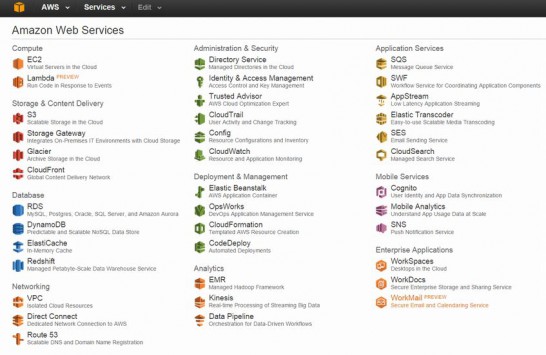 AWS Services Edit
Amazon Web Services
Compute
EC2
Virtual Servers in the Cloud
Lambda PREVIEW
Run Code in Response to Events
Storage & Content Delivery
S3
Scalable Storage in the Cloud
Storage Gateway
Integrates On-Premises IT Environments with Cloud Storage
Glacier
Archive Storage in the Cloud
CloudFront
Global Content Delivery Network
Database
RDS
MySQL, Postgres, Oracle, SQL Server, and Amazon Aurora
DynamoDB
Predictable and Scalable NoSQL Data Store
ElastiCache
In-Memory Cache
Redshift
Managed Petabyte-Scale Data Warehouse Service
Networking
VPC
Isolated Cloud Resources
Direct Connect
Dedicated Network Connection to AWS
Route 53
Scalable DNS and Domain Name Registration
Administration & Security
Directory Service
Managed Directories in the Cloud
Identity & Access Management
Access Control and Key Management
Trusted Advisor
AWS Cloud Optimization Expert
CloudTrail
User Activity and Change Tracking
Config
Resource Configurations and Inventory
CloudWatch
Resource and Application Monitoring
Deployment & Management
Elastic Beanstalk
AWS Application Container
OpsWorks
DevOps Application Management Service
CloudFormation
Templated AWS Resource Creation
CodeDeploy
Automated Deployments
Analytics
EMR
Managed Hadoop Framework
Kinesis
Real-time Processing of Streaming Big Data
Data Pipeline
Orchestration for Data-Driven Workflows
Application Services
SQS
Message Queue Service
SWF
Workflow Service for Coordinating Application Components
AppStream
Low Latency Application Streaming
Elastic Transcoder
Easy-to-use Scalable Media Transcoding
SES
Email Sending Service
CloudSearch
Managed Search Service
Mobile Services
Cognito
User Identity and App Data Synchronization
Mobile Analytics
Understand App Usage Data at Scale
SNS
Push Notification Service
Enterprise Applications
WorkSpaces
Desktops in the Cloud
WorkDocs
Secure Enterprise Storage and Sharing Service
WorkMail PREVIEW
Secure Email and Calendaring Service